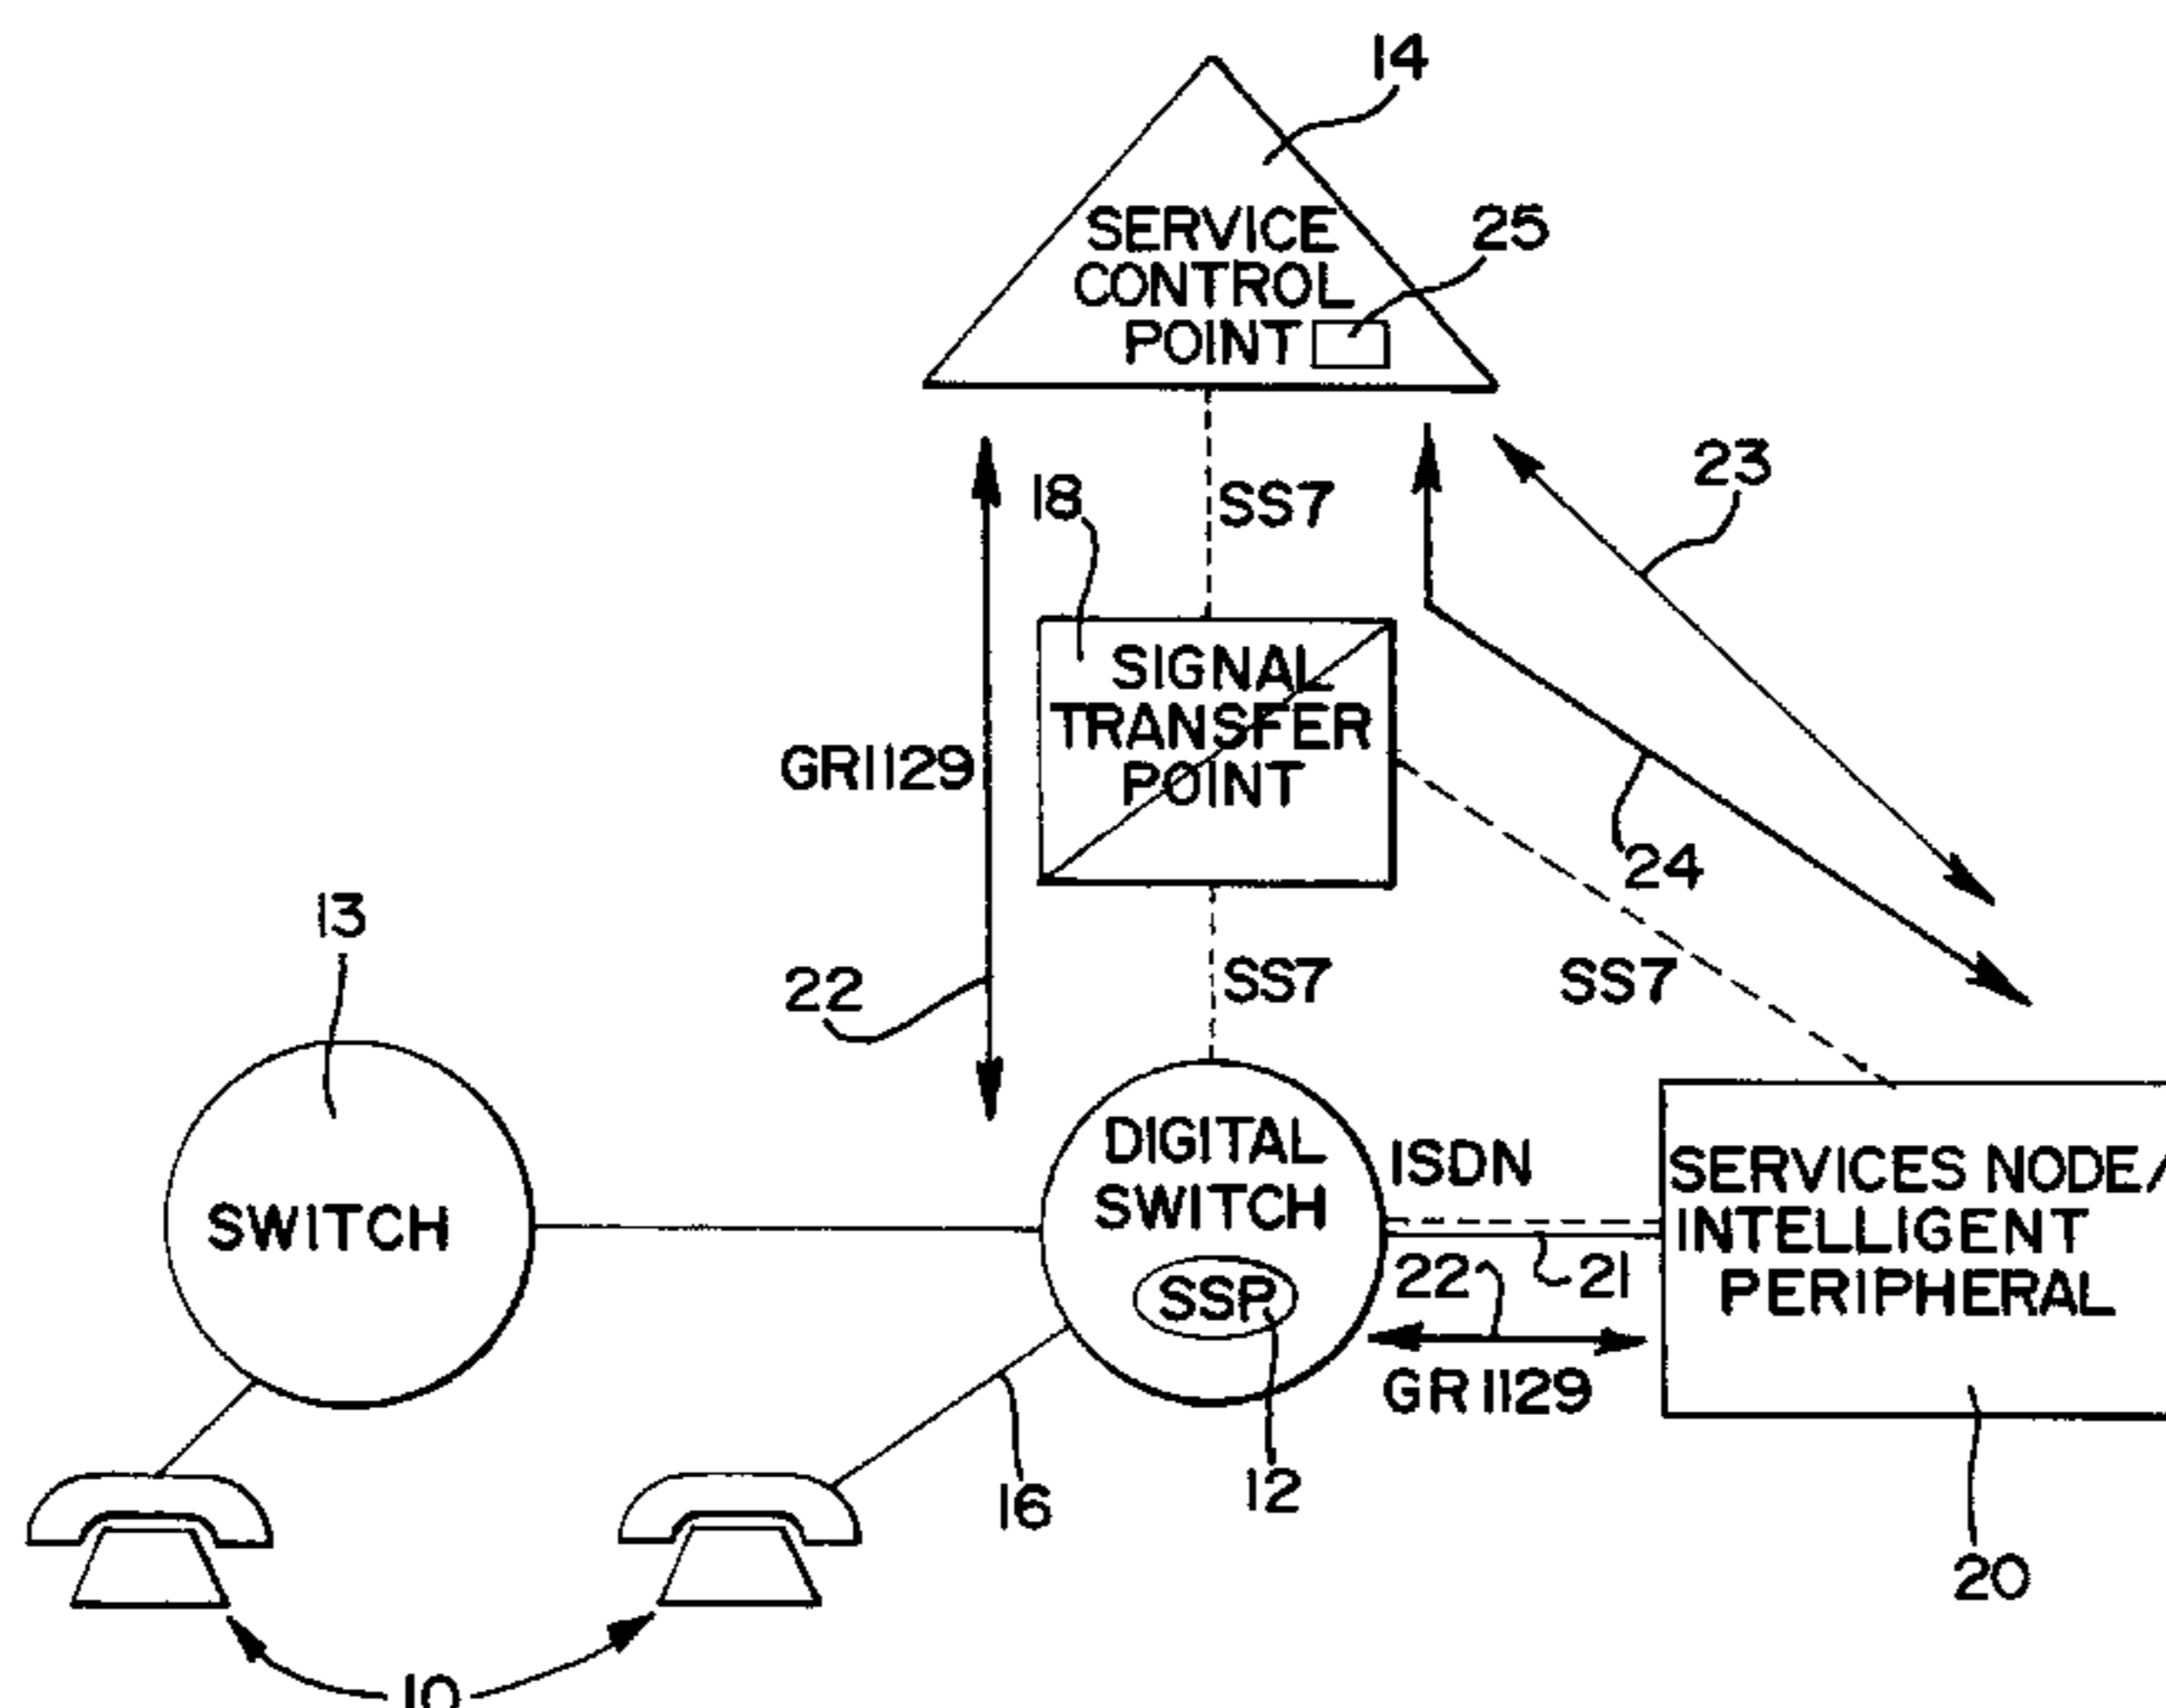 14
SERVICE
CONTROL
POINT
25
18
SS7
23
SIGNAL
TRANSFER
POINT
GR1129
24
13
22
SS7
SS7
SWITCH
DIGITAL
SWITCH
SSP
ISDN
22
21
GR1129
SERVICES NODE/
INTELLIGENT
PERIPHERAL
16
12
20
10